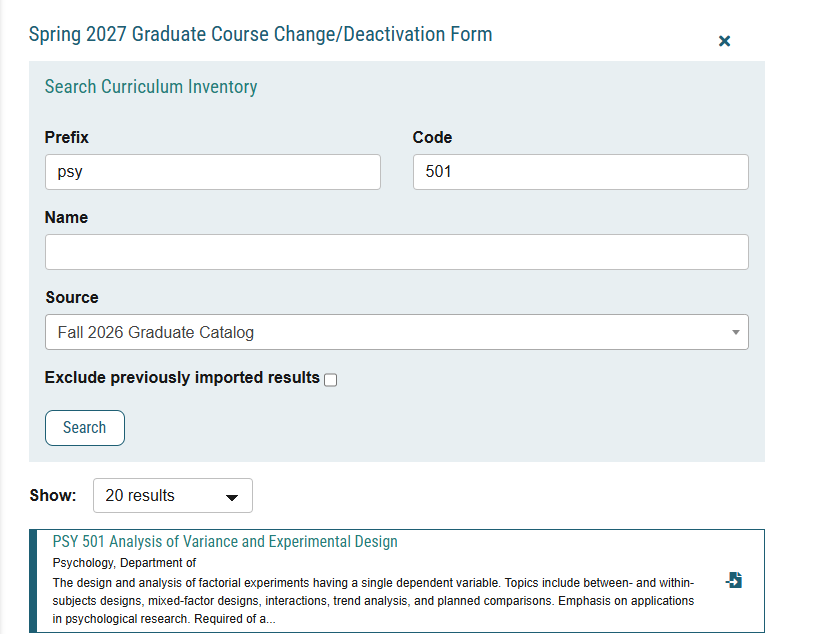 Spring 2027 Graduate Course Change/Deactivation Form
Search Curriculum Inventory
Prefix
Code
psy
501
Name
Source
Fall 2026 Graduate Catalog
Exclude previously imported results
Search
Show:
20 results
PSY 501 Analysis of Variance and Experimental Design
Psychology, Department of
The design and analysis of factorial experiments having a single dependent variable. Topics include between- and within-
subjects designs, mixed-factor designs, interactions, trend analysis, and planned comparisons. Emphasis on applications
in psychological research. Required of a...